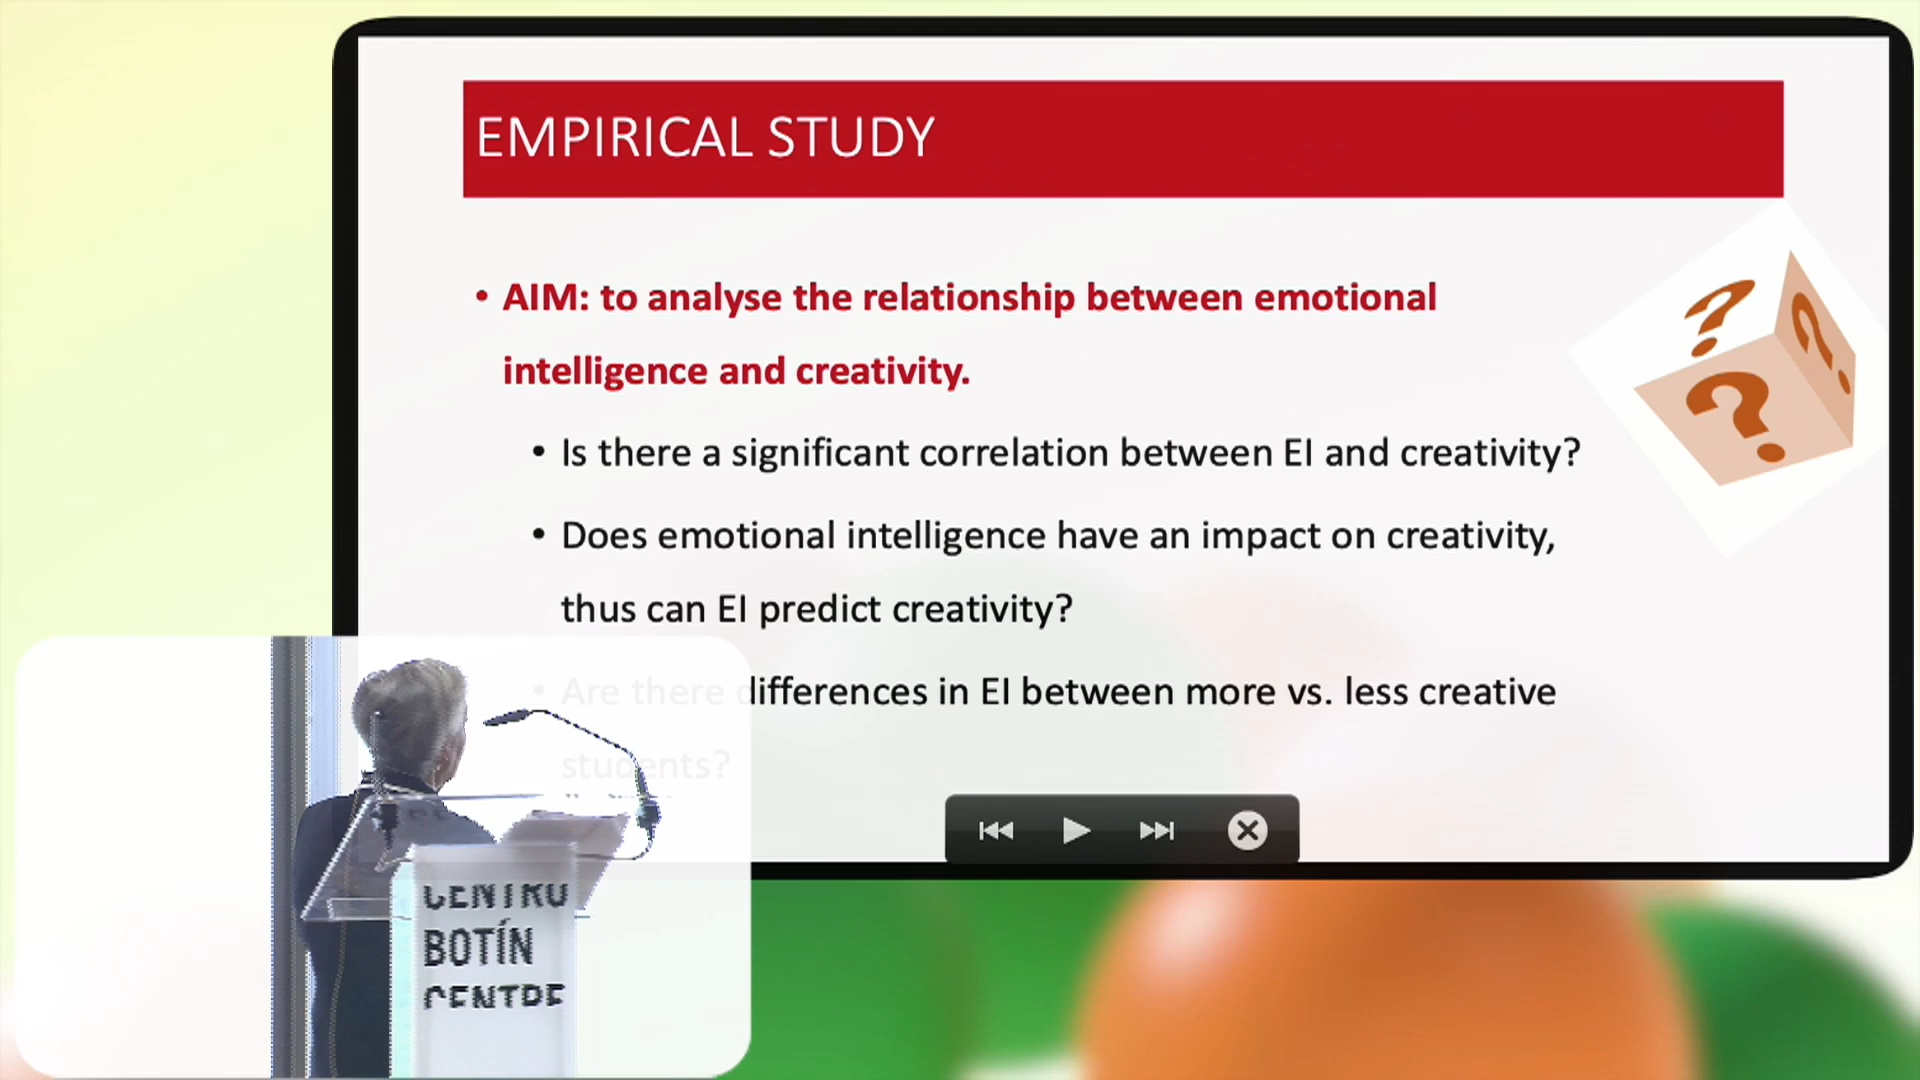 EMPIRICAL STUDY
• AIM: to analyse the relationship between emotional
intelligence and creativity.
• Is there a significant correlation between EI and creativity?
• Does emotional intelligence have an impact on creativity,
thus can EI predict creativity?
• Are there differences in EI between more vs. less creative
students?
? ? ?
CENTRO
BOTÍN
CENTRE